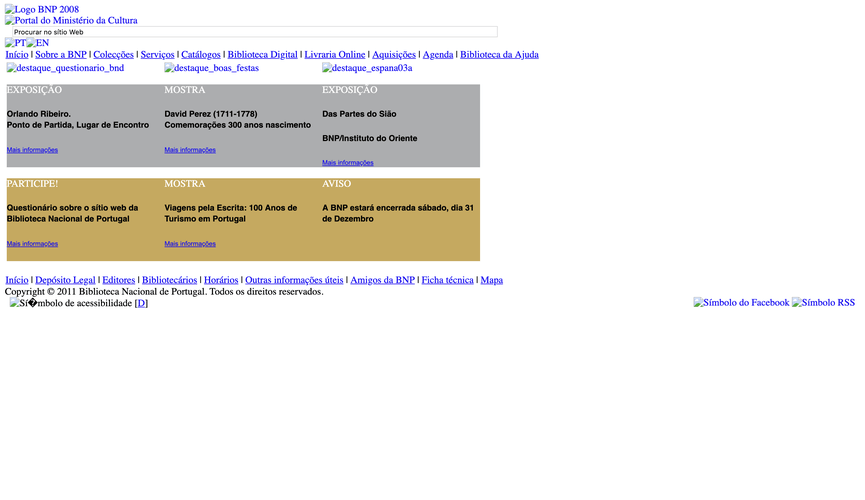 Logo BNP 2008
Portal do Ministério da Cultura
Procurar no sítio Web
PT EN
Início | Sobre a BNP | Colecções | Serviços | Catálogos | Biblioteca Digital | Livraria Online | Aquisições | Agenda | Biblioteca da Ajuda
destaque_questionario_bnd destaque_boas_festas destaque_espana03a
EXPOSIÇÃO
Orlando Ribeiro.
Ponto de Partida, Lugar de Encontro
Mais informações
MOSTRA
David Perez (1711-1778)
Comemorações 300 anos nascimento
Mais informações
EXPOSIÇÃO
Das Partes do Sião
BNP/Instituto do Oriente
Mais informações
PARTICIPE!
Questionário sobre o sítio web da
Biblioteca Nacional de Portugal
Mais informações
MOSTRA
Viagens pela Escrita: 100 Anos de
Turismo em Portugal
Mais informações
AVISO
A BNP estará encerrada sábado, dia 31
de Dezembro
Início | Depósito Legal | Editores | Bibliotecários | Horários | Outras informações úteis | Amigos da BNP | Ficha técnica | Mapa
Copyright © 2011 Biblioteca Nacional de Portugal. Todos os direitos reservados.
Sí�mbolo de acessibilidade [D] Símbolo do Facebook Símbolo RSS